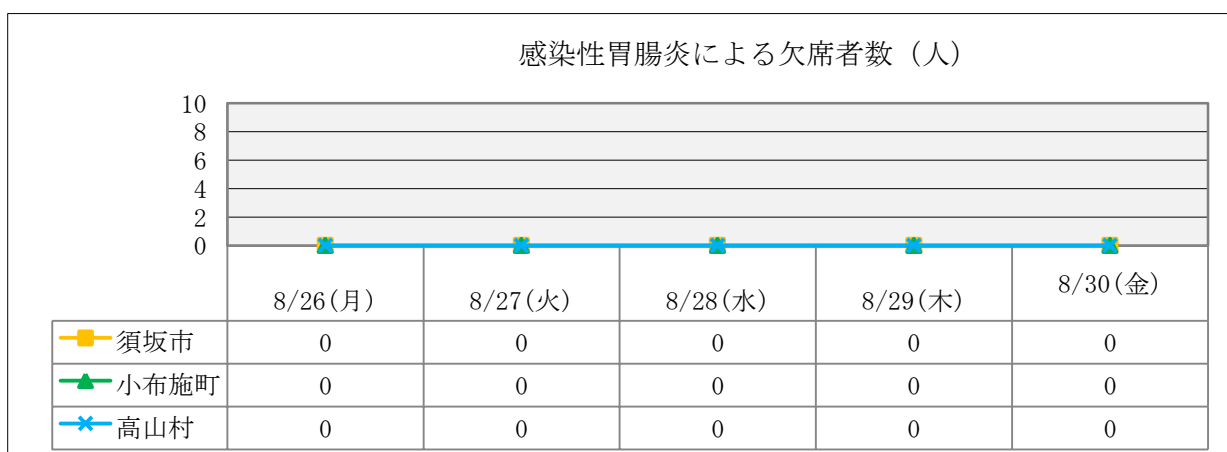 感染性胃腸炎による欠席者数（人）
10
8
6
4
2
0
8/26(月) 8/27(火) 8/28(水) 8/29(木) 8/30(金)
須坂市 0 0 0 0 0
小布施町 0 0 0 0 0
高山村 0 0 0 0 0